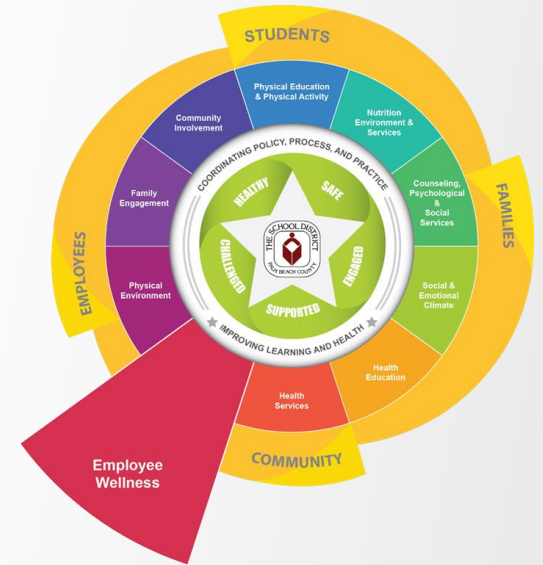 STUDENTS
Physical Education
& Physical Activity
Nutrition
Environment &
Services
Counseling,
Psychological
&
Social
Services
FAMILIES
Social &
Emotional
Climate
Health
Education
Health
Services
COMMUNITY
Employee
Wellness
Physical
Environment
EMPLOYEES
Family
Engagement
Community
Involvement
COORDINATING POLICY, PROCESS, AND PRACTICE
IMPROVING LEARNING AND HEALTH
HEALTHY
SAFE
ENGAGED
SUPPORTED
CHALLENGED
THE SCHOOL DISTRICT
PALM BEACH COUNTY